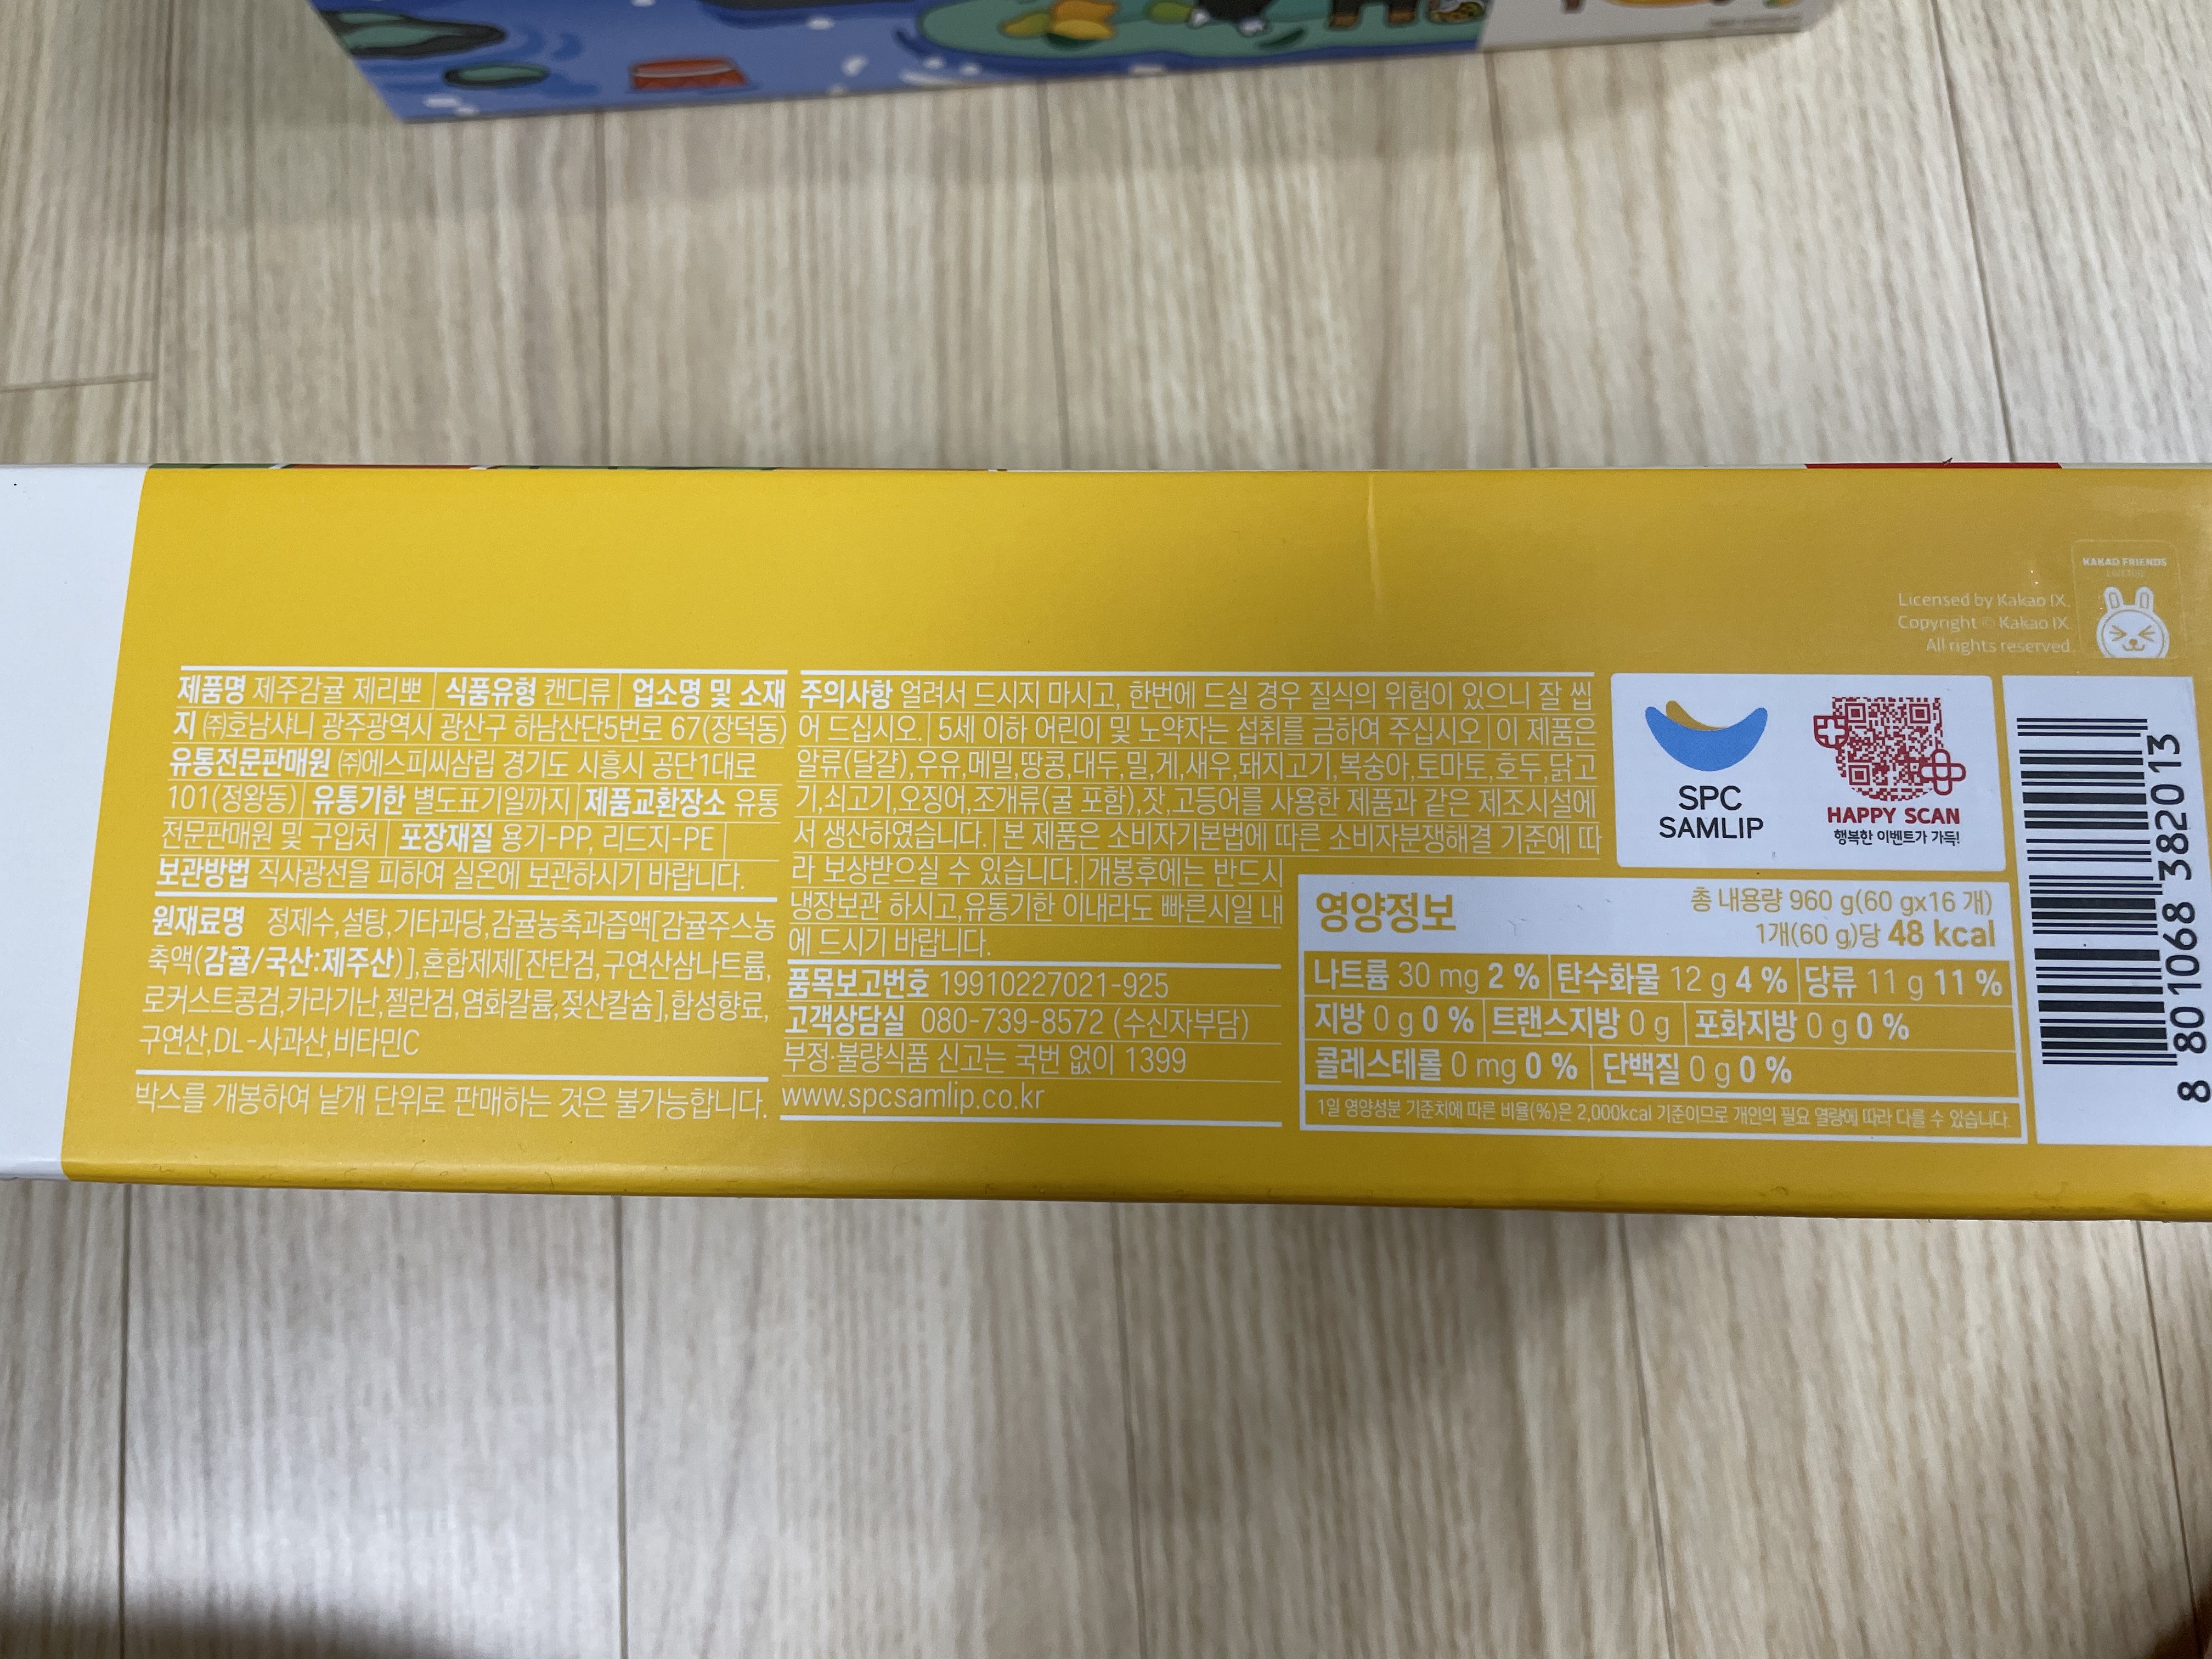 제품명 제주감귤 제리뽀 | 식품유형 캔디류 | 업소명 및 소재
지 ㈜호남샤니 광주광역시 광산구 하남산단5번로 67(장덕동)
유통전문판매원 ㈜에스피씨삼립 경기도 시흥시 공단1대로
101(정왕동) | 유통기한 별도표기일까지 | 제품교환장소 유통
전문판매원 및 구입처 | 포장재질 용기-PP, 리드지-PE |
보관방법 직사광선을 피하여 실온에 보관하시기 바랍니다.
원재료명 정제수,설탕,기타과당,감귤농축과즙액[감귤주스농
축액(감귤/국산:제주산)],혼합제제[잔탄검,구연산삼나트륨,
로커스트콩검,카라기난,젤란검,염화칼륨,젖산칼슘],합성향료,
구연산,DL-사과산,비타민C
박스를 개봉하여 낱개 단위로 판매하는 것은 불가능합니다.
주의사항 얼려서 드시지 마시고, 한번에 드실 경우 질식의 위험이 있으니 잘 씹
어 드십시오. | 5세 이하 어린이 및 노약자는 섭취를 금하여 주십시오 | 이 제품은
알류(달걀),우유,메밀,땅콩,대두,밀,게,새우,돼지고기,복숭아,토마토,호두,닭고
기,쇠고기,오징어,조개류(굴 포함),잣,고등어를 사용한 제품과 같은 제조시설에
서 생산하였습니다. | 본 제품은 소비자기본법에 따른 소비자분쟁해결 기준에 따
라 보상받으실 수 있습니다. | 개봉후에는 반드시
냉장보관 하시고,유통기한 이내라도 빠른시일 내
에 드시기 바랍니다.
품목보고번호 19910227021-925
고객상담실 080-739-8572 (수신자부담)
부정·불량식품 신고는 국번 없이 1399
www.spcsamlip.co.kr
KAKAO FRIENDS
Licensed by Kakao IX.
Copyright © Kakao IX.
All rights reserved.
SPC
SAMLIP
HAPPY SCAN
행복한 이벤트가 가득!
영양정보
총 내용량 960 g(60 gx16 개)
1개(60 g)당 48 kcal
나트륨 30 mg 2 % | 탄수화물 12 g 4 % | 당류 11 g 11 %
지방 0 g 0 % | 트랜스지방 0 g | 포화지방 0 g 0 %
콜레스테롤 0 mg 0 % | 단백질 0 g 0 %
1일 영양성분 기준치에 따른 비율(%)은 2,000kcal 기준이므로 개인의 필요 열량에 따라 다를 수 있습니다.
8 801068 382013